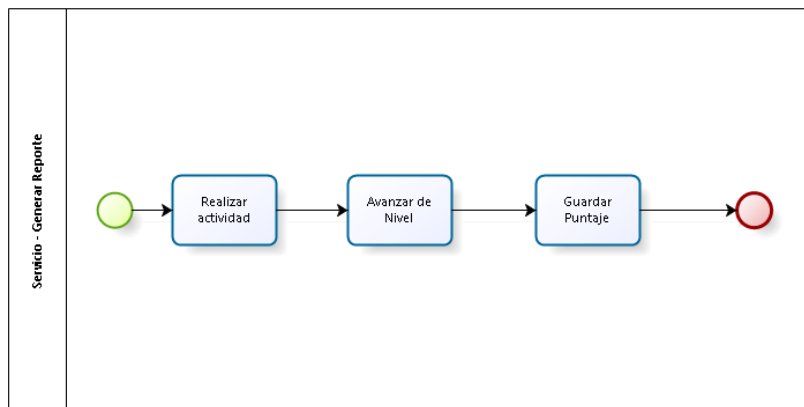 Servicio - Generar Reporte
Realizar
actividad
Avanzar de
Nivel
Guardar
Puntaje